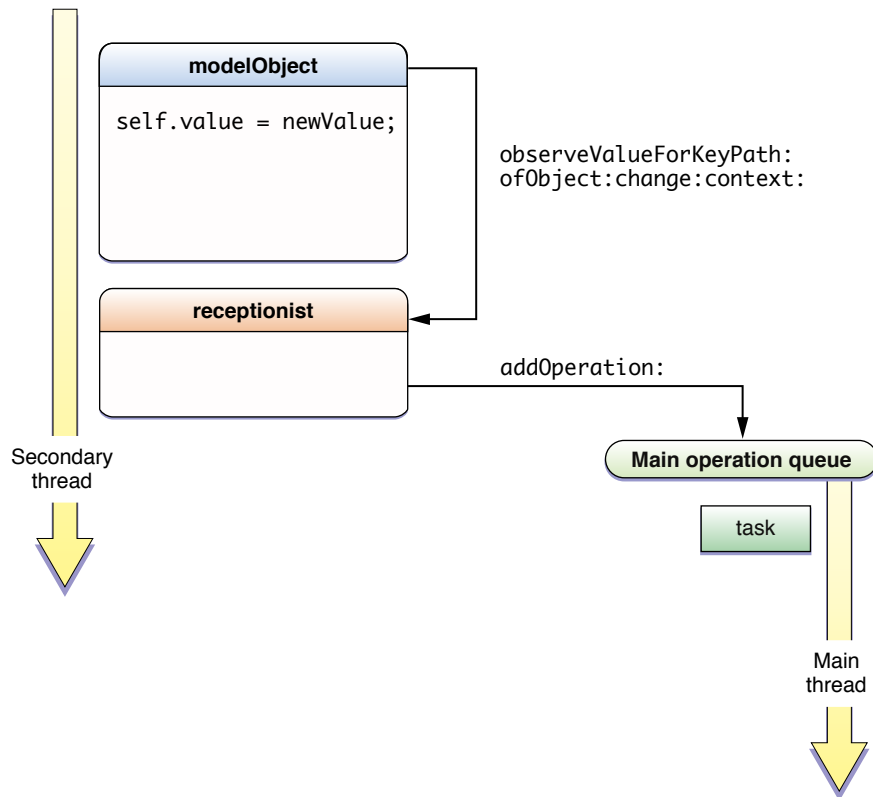 modelObject
self.value = newValue;
observeValueForKeyPath:
ofObject:change:context:
receptionist
addOperation:
Secondary
thread
Main operation queue
task
Main
thread